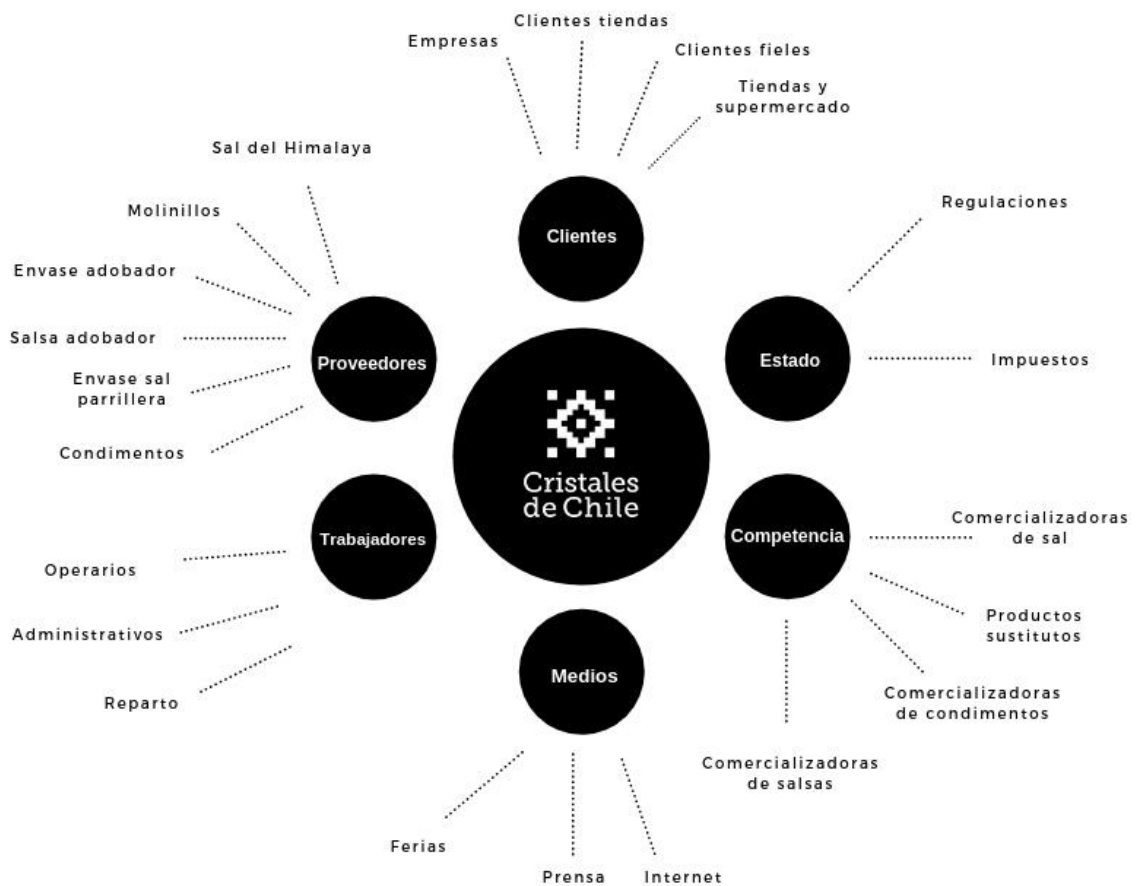 Clientes tiendas
Empresas
Clientes fieles
Tiendas y
supermercado
Sal del Himalaya
Molinillos
Envase adobador
Salsa adobador
Envase sal
parrillera
Condimentos
Clientes
Regulaciones
Impuestos
Proveedores
Estado
Cristales
de Chile
Trabajadores
Competencia
Operarios
Administrativos
Reparto
Comercializadoras
de sal
Productos
sustitutos
Comercializadoras
de condimentos
Comercializadoras
de salsas
Medios
Ferias
Prensa
Internet